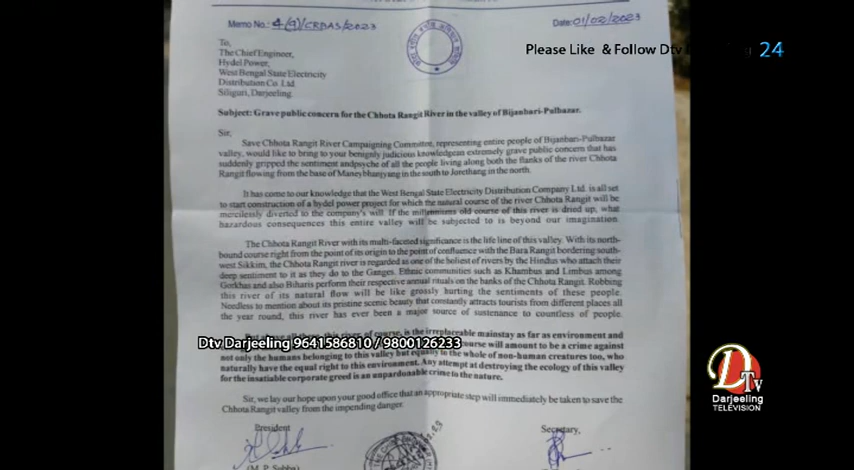 Memo No.: 4(9)/CRBAS/2023
Date: 01/02/2023
Please Like & Follow Dtv
24
To,
The Chief Engineer,
Hydel Power,
West Bengal State Electricity
Distribution Co. Ltd.
Siliguri, Darjeeling.
Subject: Grave public concern for the Chhota Rangit River in the valley of Bijanbari-Pulbazar.
Sir,
Save Chhota Rangit River Campaigning Committee, representing entire people of Bijanbari-Pulbazar
valley, would like to bring to your benignly judicious knowledgean extremely grave public concern that has
suddenly gripped the sentiment andpsyche of all the people living along both the flanks of the river Chhota
Rangit flowing from the base of Maneybhanjyang in the south to Jorethang in the north.
It has come to our knowledge that the West Bengal State Electricity Distribution Company Ltd. is all set
to start construction of a hydel power project for which the natural course of the river Chhota Rangit will be
mercilessly diverted to the company's will. If the millenniums old course of this river is dried up, what
hazardous consequences this entire valley will be subjected to is beyond our imagination
The Chhota Rangit River with its multi-faceted significance is the life line of this valley. With its north-
bound course right from the point of its origin to the point of confluence with the Bara Rangit bordering south-
west Sikkim, the Chhota Rangit river is regarded as one of the holiest of rivers by the Hindus who attach their
deep sentiment to it as they do to the Ganges. Ethnic communities such as Khambus and Limbus among
Gorkhas and also Biharis perform their respective annual rituals on the banks of the Chhota Rangit. Robbing
this river of its natural flow will be like grossly hurting the sentiments of these people.
Needless to mention about its pristine scenic beauty that constantly attracts tourists from different places all
the year round, this river has ever been a major source of sustenance to countless of people.
this river, of course, is the irreplaceable mainstay as far as environment and
Dtv Darjeeling 9641586810 / 9800126233
course will amount to be a crime against
not only the humans belonging to this valley but equally to the whole of non-human creatures too, who
naturally have the equal right to this environment. Any attempt at destroying the ecology of this valley
for the insatiable corporate greed is an unpardonable crime to the nature.
Sir, we lay our hope upon your good office that an appropriate step will immediately be taken to save the
Chhota Rangit valley from the impending danger.
President
Secretary,
(M. P. Subba)
D Tv
Darjeeling
TELEVISION